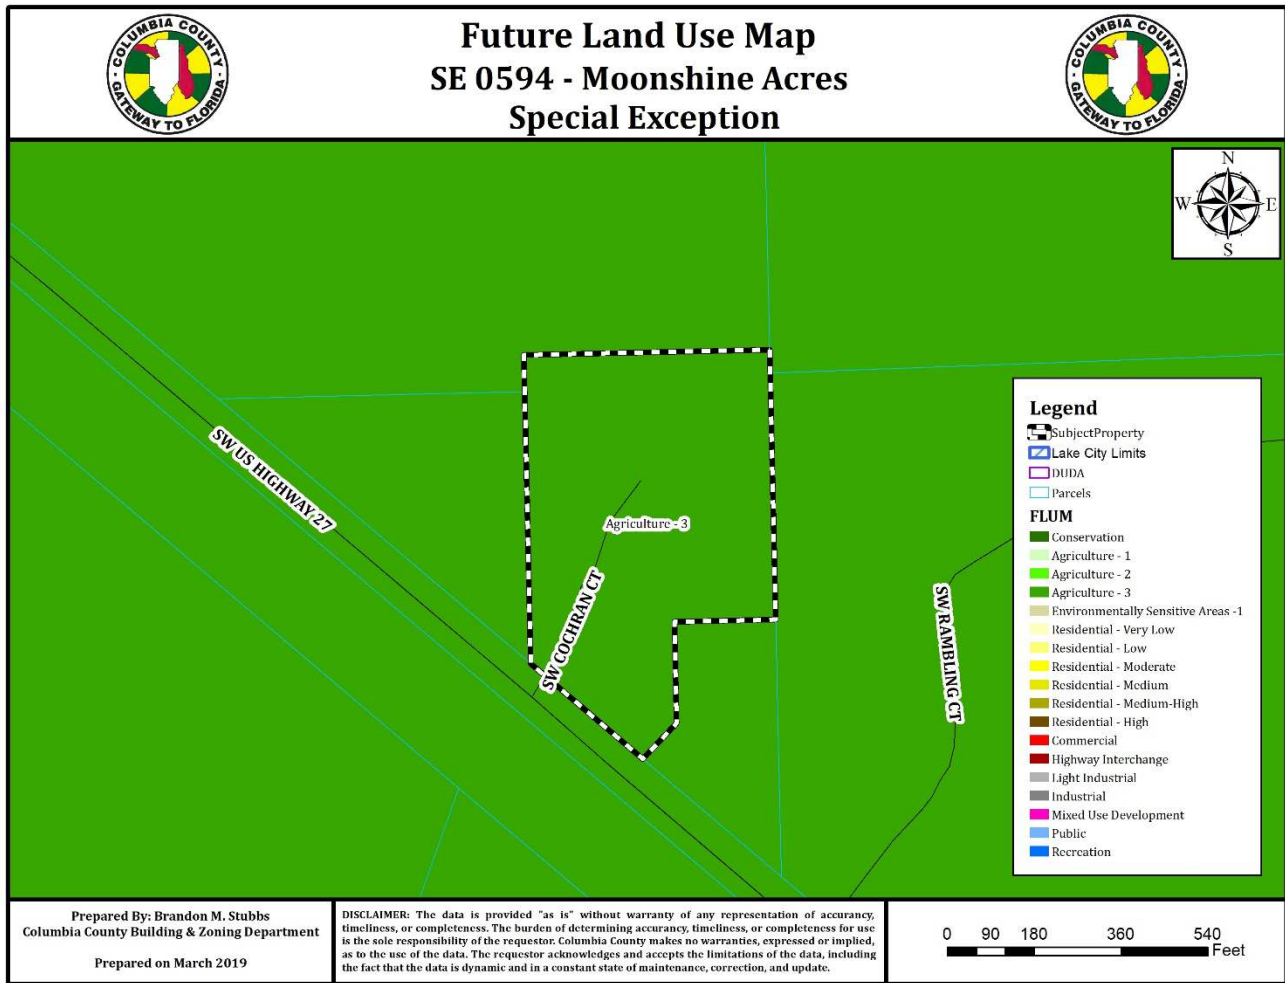 COLUMBIA COUNTY
GATEWAY TO FLORIDA
Future Land Use Map
SE 0594 - Moonshine Acres
Special Exception
COLUMBIA COUNTY
GATEWAY TO FLORIDA
N
W E
S
SW US HIGHWAY 27
Agriculture - 3
SW COCHRAN CT
SW RAMBLING CT
Legend
SubjectProperty
Lake City Limits
DUDA
Parcels
FLUM
Conservation
Agriculture - 1
Agriculture - 2
Agriculture - 3
Environmentally Sensitive Areas -1
Residential - Very Low
Residential - Low
Residential - Moderate
Residential - Medium
Residential - Medium-High
Residential - High
Commercial
Highway Interchange
Light Industrial
Industrial
Mixed Use Development
Public
Recreation
Prepared By: Brandon M. Stubbs
Columbia County Building & Zoning Department
Prepared on March 2019
DISCLAIMER: The data is provided "as is" without warranty of any representation of accurancy,
timeliness, or completeness. The burden of determining accurancy, timeliness, or completeness for use
is the sole responsibility of the requestor. Columbia County makes no warranties, expressed or implied,
as to the use of the data. The requestor acknowledges and accepts the limitations of the data, including
the fact that the data is dynamic and in a constant state of maintenance, correction, and update.
0 90 180 360 540
Feet